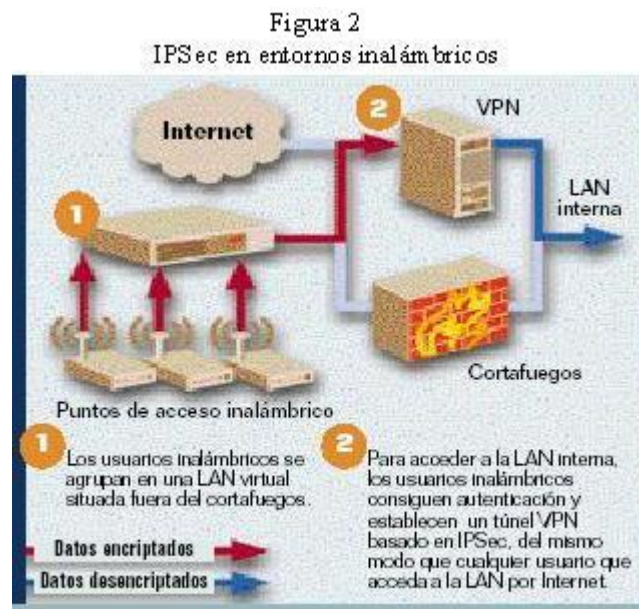 Figura 2
IPSec en entornos inalámbricos
Internet
2
VPN
LAN
interna
1
Cortafuegos
Puntos de acceso inalámbrico
1
Los usuarios inalámbricos se
agrupan en una LAN virtual
situada fuera del cortafuegos.
2
Para acceder a la LAN interna,
los usuarios inalámbricos
consiguen autenticación y
establecen un túnel VPN
basado en IPSec, del mismo
modo que cualquier usuario que
acceda a la LAN por Internet.
Datos encriptados
Datos desencriptados